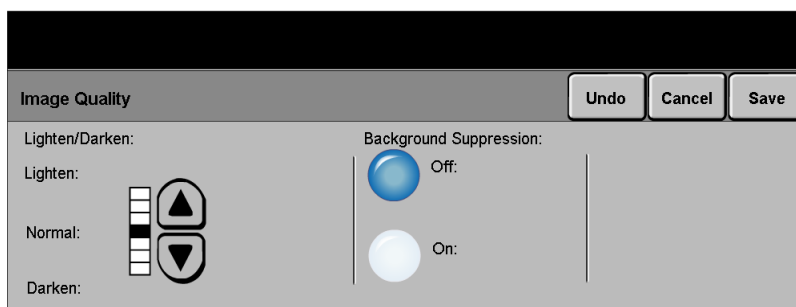 Image Quality
Undo
Cancel
Save
Lighten/Darken:
Lighten:
Normal:
Darken:
Background Suppression:
Off:
On: